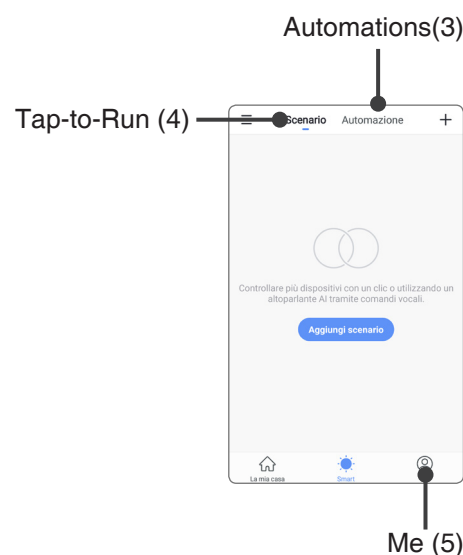 Automations(3)
Tap-to-Run (4)
Scenario Automazione
Controllare più dispositivi con un clic o utilizzando un
altoparlante AI tramite comandi vocali.
Aggiungi scenario
La mia casa Smart
Me (5)